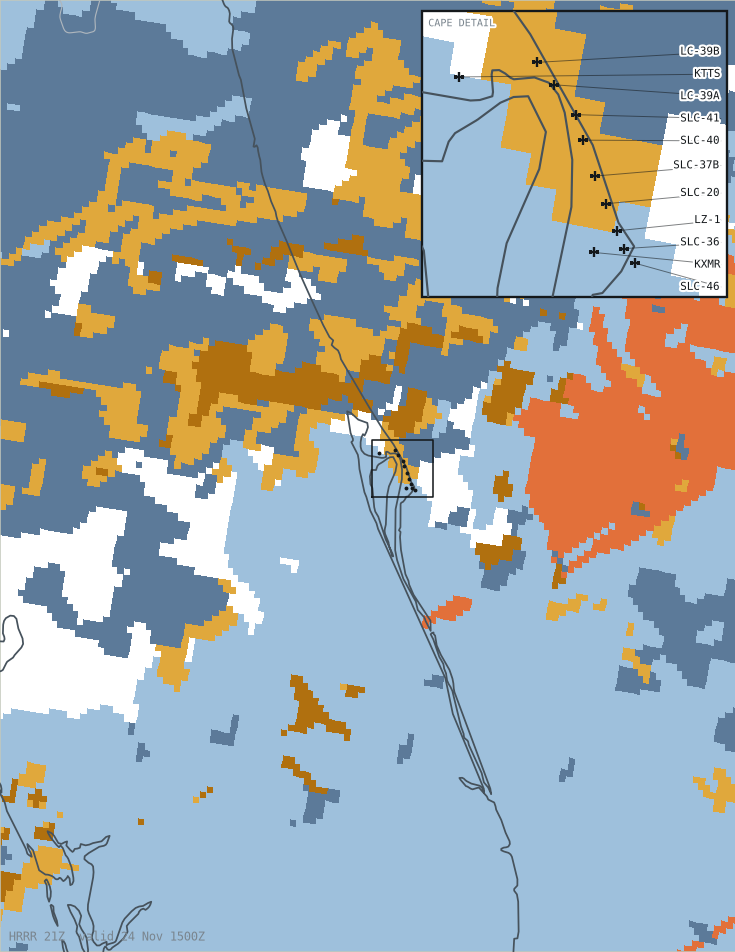 CAPE DETAIL
LC-39B
KTTS
LC-39A
SLC-41
SLC-40
SLC-37B
SLC-20
LZ-1
SLC-36
KXMR
SLC-46
HRRR 21Z valid 24 Nov 1500Z